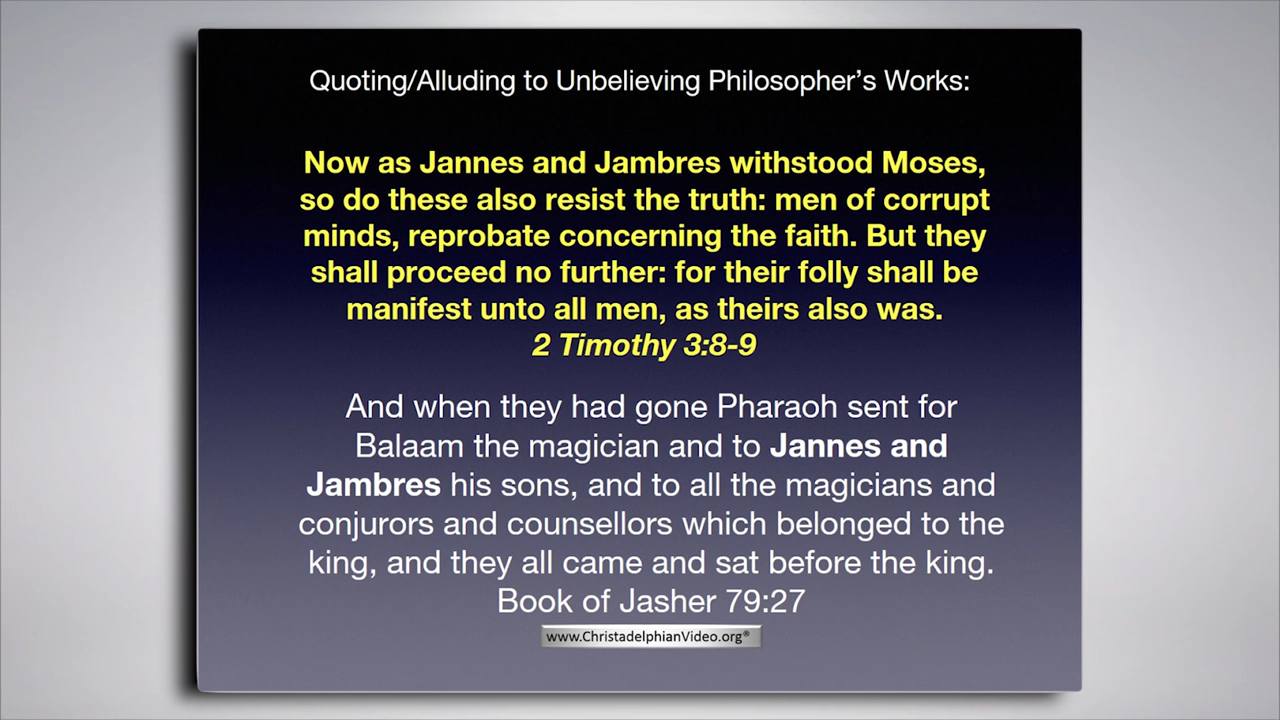 Quoting/Alluding to Unbelieving Philosopher's Works:
Now as Jannes and Jambres withstood Moses,
so do these also resist the truth: men of corrupt
minds, reprobate concerning the faith. But they
shall proceed no further: for their folly shall be
manifest unto all men, as theirs also was.
2 Timothy 3:8-9
And when they had gone Pharaoh sent for
Balaam the magician and to Jannes and
Jambres his sons, and to all the magicians and
conjurors and counsellors which belonged to the
king, and they all came and sat before the king.
Book of Jasher 79:27
www.ChristadelphianVideo.org®